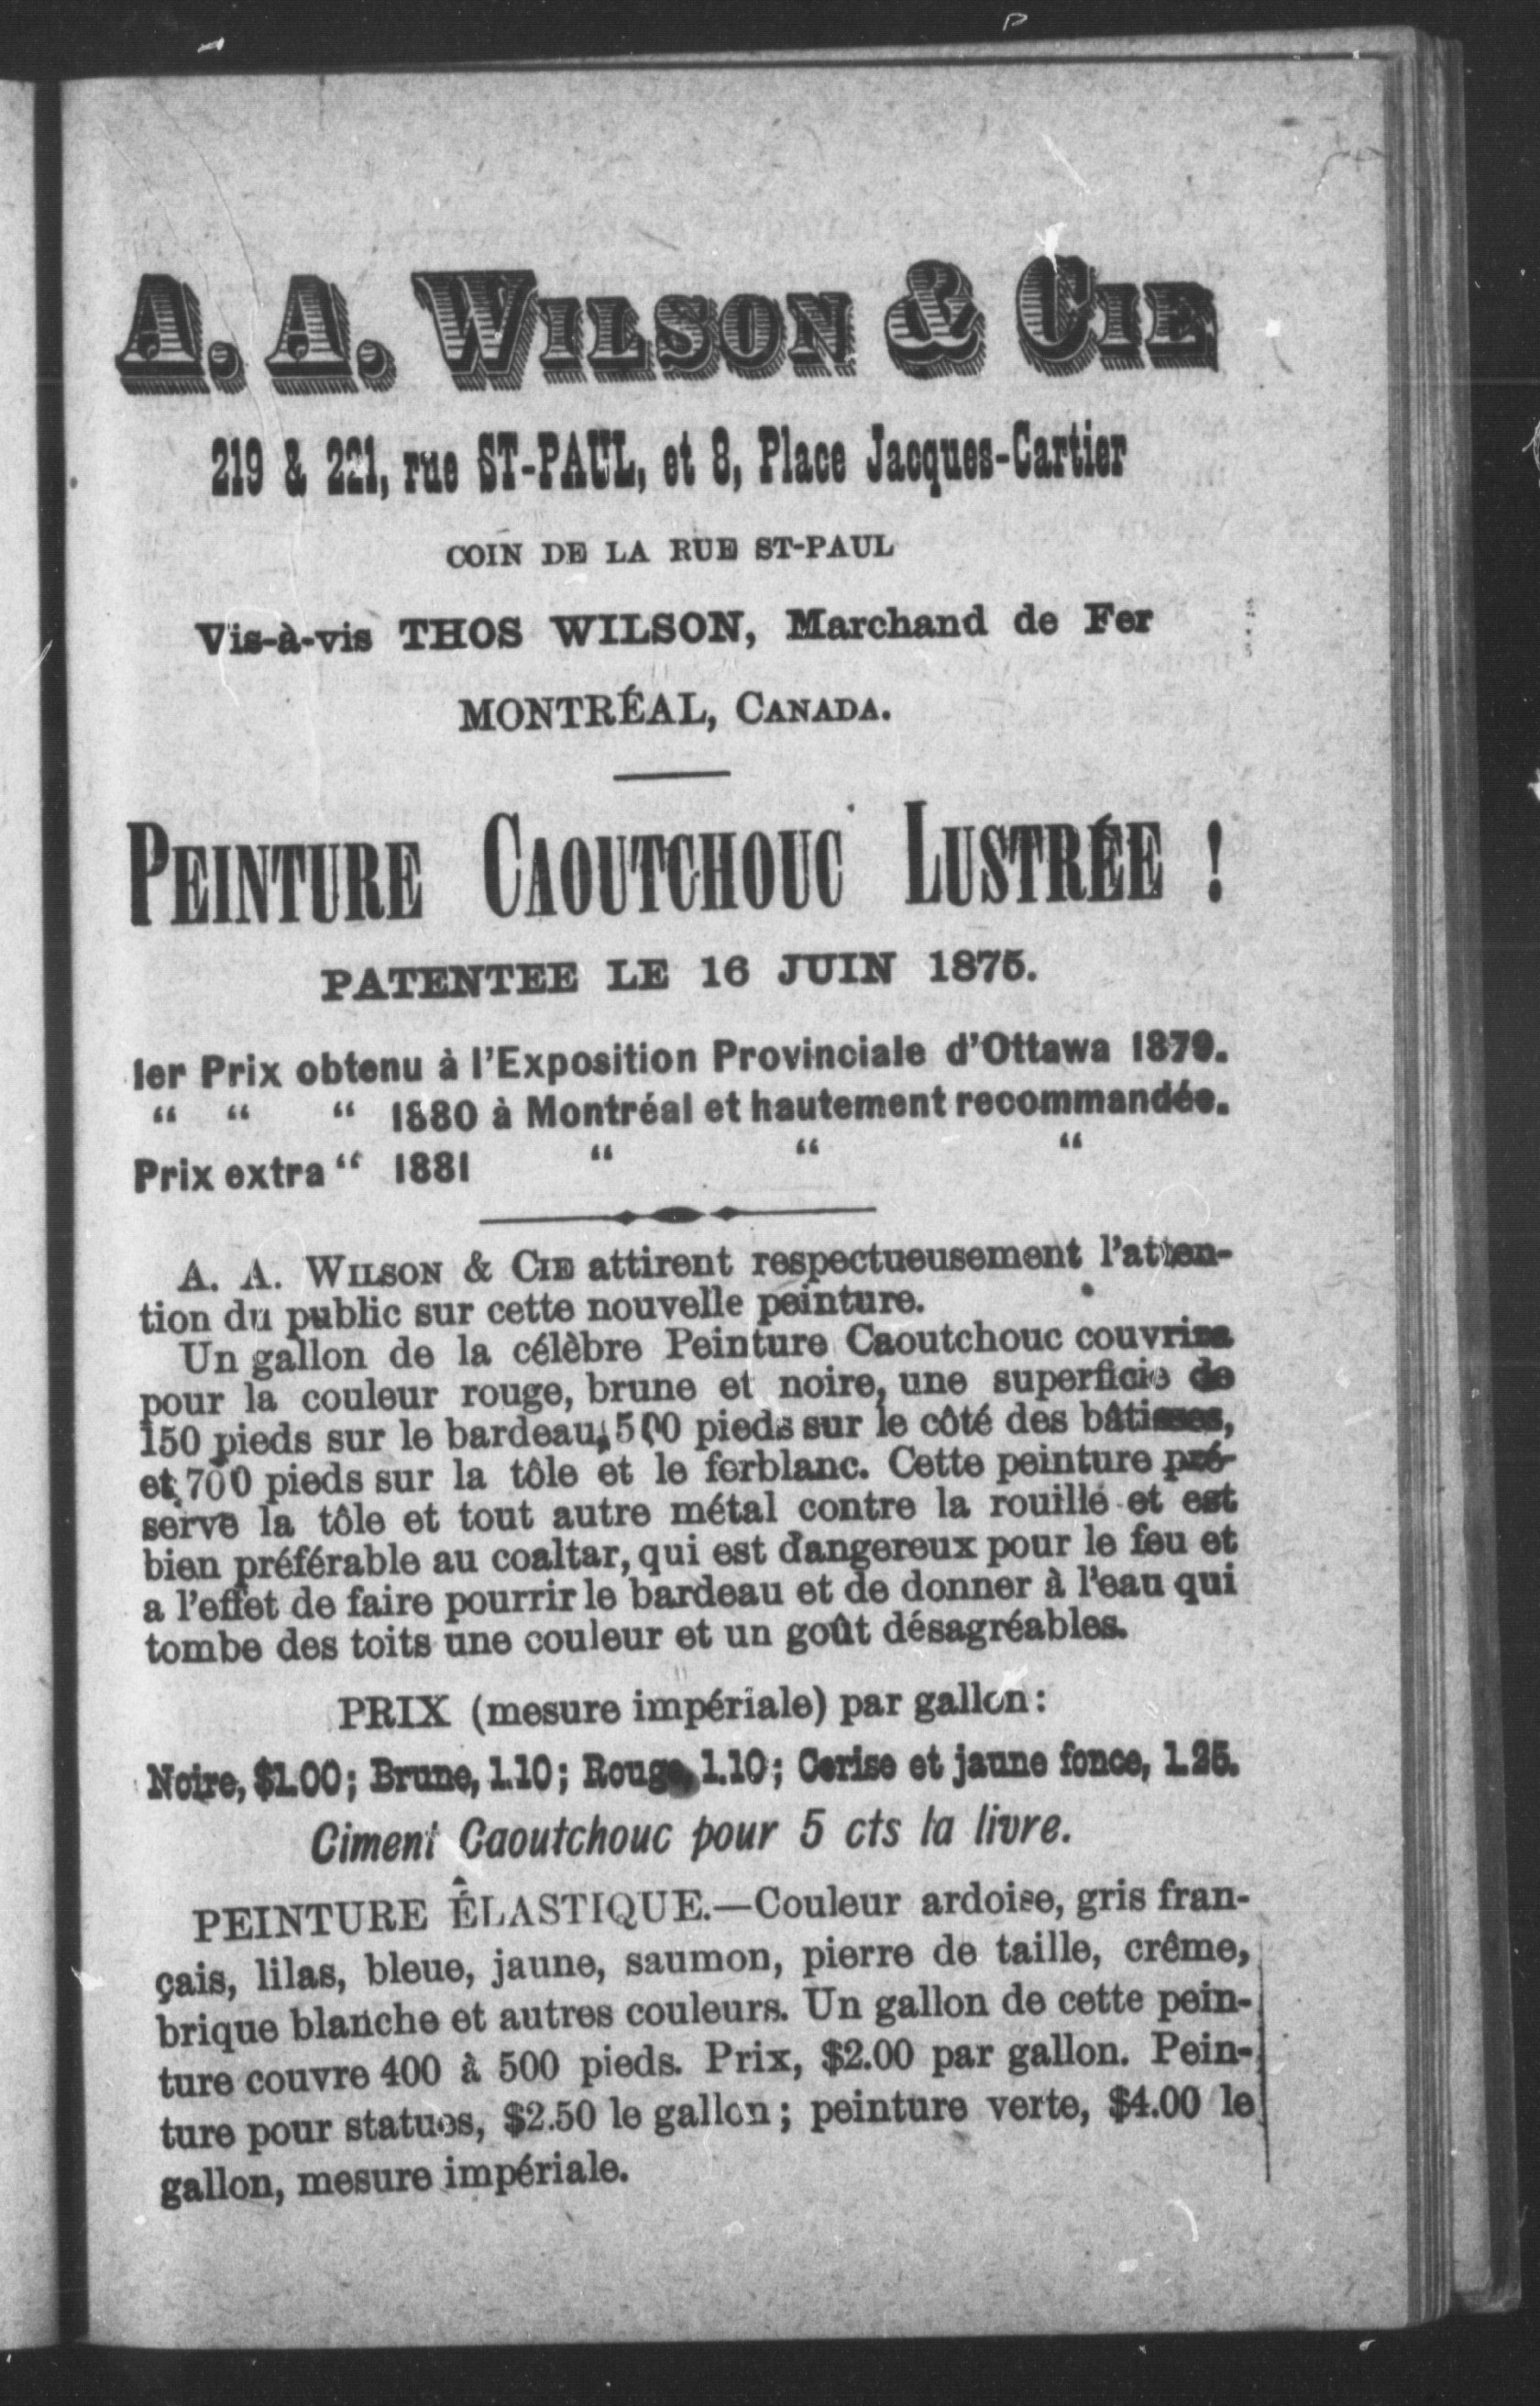 A. A. WILSON & CIE
219 & 221, rue ST-PAUL, et 8, Place Jacques-Cartier
COIN DE LA RUE ST-PAUL
Vis-à-vis THOS WILSON, Marchand de Fer
MONTRÉAL, CANADA.
PEINTURE CAOUTCHOUC LUSTRÉE !
PATENTEE LE 16 JUIN 1875.
1er Prix obtenu à l'Exposition Provinciale d'Ottawa 1879.
“ “ “ 1880 à Montréal et hautement recommandée.
Prix extra “ 1881 “ “ “
A. A. WILSON & CIE attirent respectueusement l'atten-
tion du public sur cette nouvelle peinture.
Un gallon de la célèbre Peinture Caoutchouc couvrira
pour la couleur rouge, brune et noire, une superficie de
150 pieds sur le bardeau, 500 pieds sur le côté des bâtisses,
et 700 pieds sur la tôle et le ferblanc. Cette peinture pré-
serve la tôle et tout autre métal contre la rouille et est
bien préférable au coaltar, qui est dangereux pour le feu et
a l'effet de faire pourrir le bardeau et de donner à l'eau qui
tombe des toits une couleur et un goût désagréables.
PRIX (mesure impériale) par gallon:
Noire, $1.00; Brune, 1.10; Rouge, 1.10; Cerise et jaune fonce, 1.25.
Ciment Caoutchouc pour 5 cts la livre.
PEINTURE ÉLASTIQUE.—Couleur ardoise, gris fran-
çais, lilas, bleue, jaune, saumon, pierre de taille, crême,
brique blanche et autres couleurs. Un gallon de cette pein-
ture couvre 400 à 500 pieds. Prix, $2.00 par gallon. Pein-
ture pour statues, $2.50 le gallon; peinture verte, $4.00 le
gallon, mesure impériale.